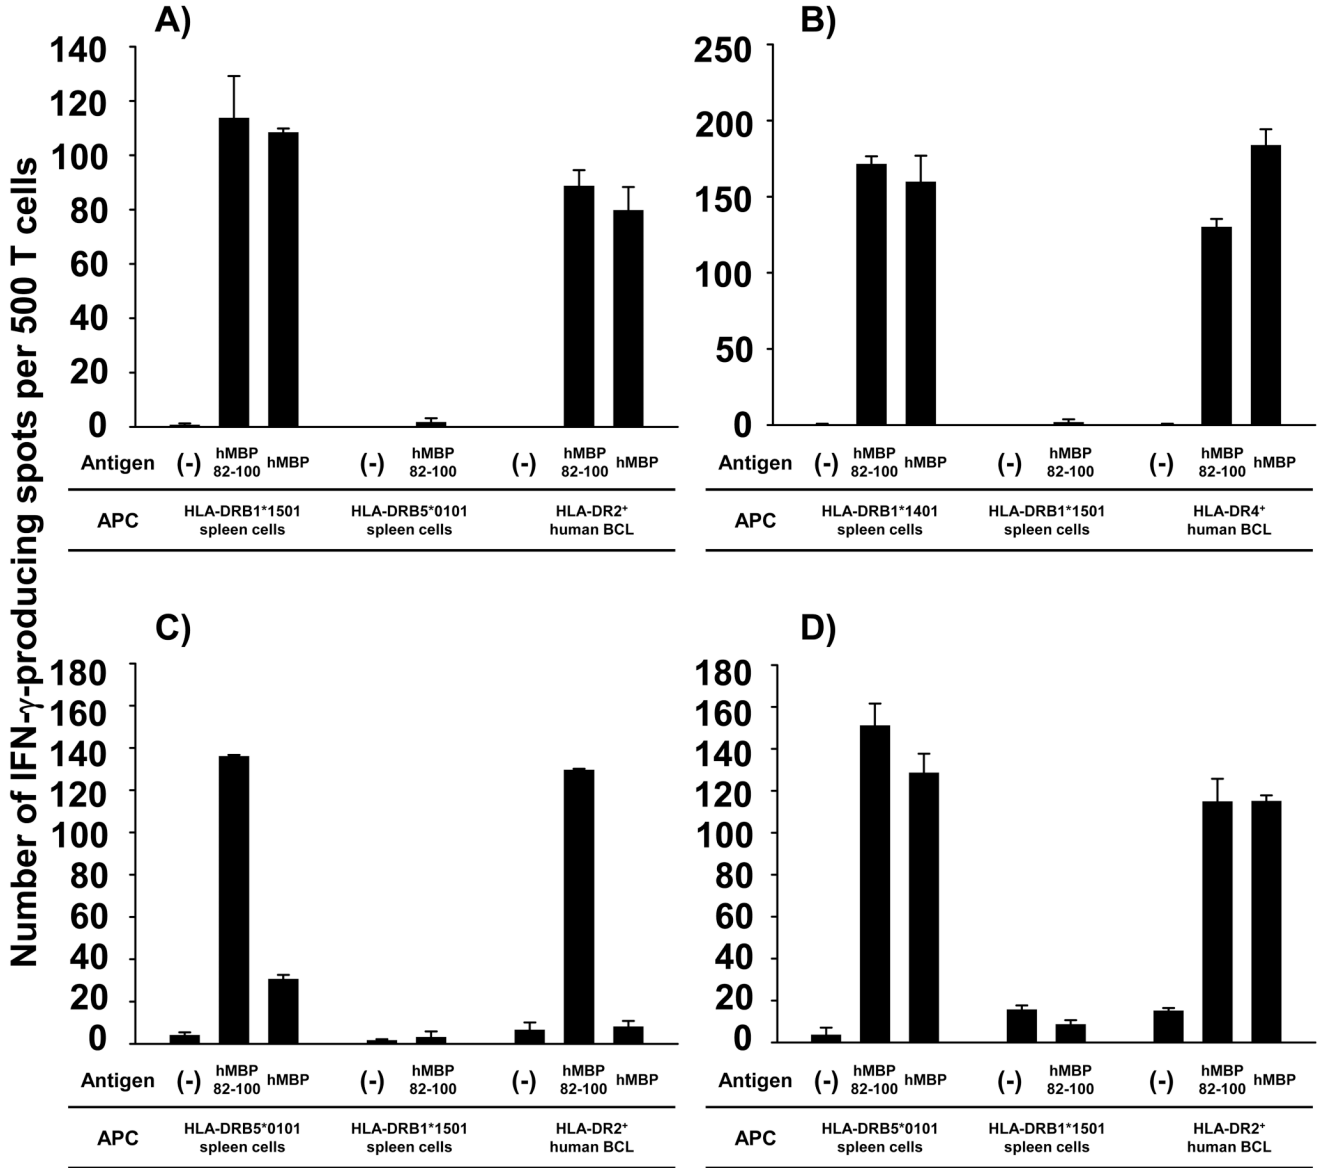 Number of IFN-γ-producing spots per 500 T cells
A)
140
120
100
80
60
40
20
0
Antigen (-) hMBP 82-100 hMBP (-) hMBP 82-100 (-) hMBP 82-100 hMBP
APC HLA-DRB1*1501 spleen cells HLA-DRB5*0101 spleen cells HLA-DR2+ human BCL
B)
250
200
150
100
50
0
Antigen (-) hMBP 82-100 hMBP (-) hMBP 82-100 (-) hMBP 82-100 hMBP
APC HLA-DRB1*1401 spleen cells HLA-DRB1*1501 spleen cells HLA-DR4+ human BCL
C)
180
160
140
120
100
80
60
40
20
0
Antigen (-) hMBP 82-100 hMBP (-) hMBP 82-100 (-) hMBP 82-100 hMBP
APC HLA-DRB5*0101 spleen cells HLA-DRB1*1501 spleen cells HLA-DR2+ human BCL
D)
180
160
140
120
100
80
60
40
20
0
Antigen (-) hMBP 82-100 hMBP (-) hMBP 82-100 (-) hMBP 82-100 hMBP
APC HLA-DRB5*0101 spleen cells HLA-DRB1*1501 spleen cells HLA-DR2+ human BCL